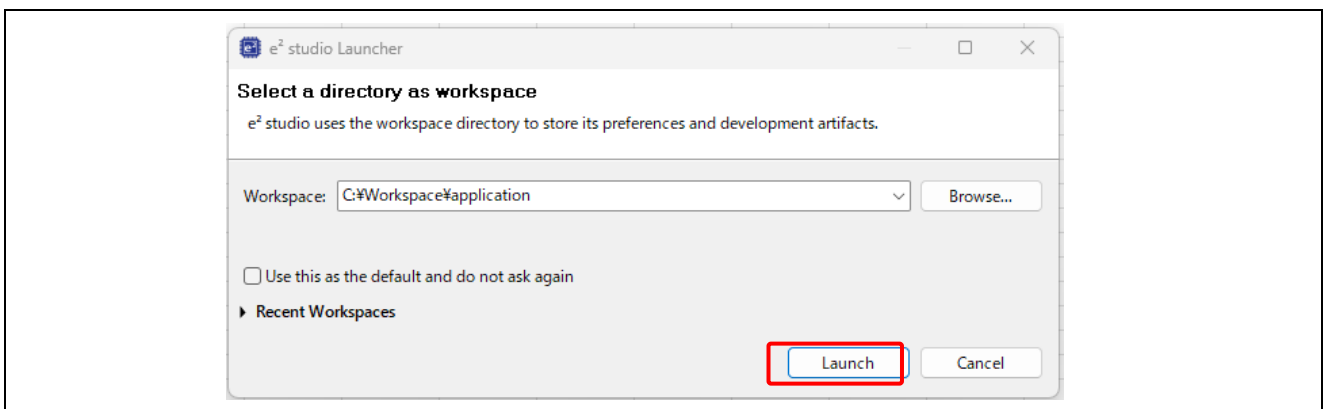 e² studio Launcher
Select a directory as workspace
e² studio uses the workspace directory to store its preferences and development artifacts.
Workspace: C:¥Workspace¥application Browse...
Use this as the default and do not ask again
Recent Workspaces
Launch Cancel